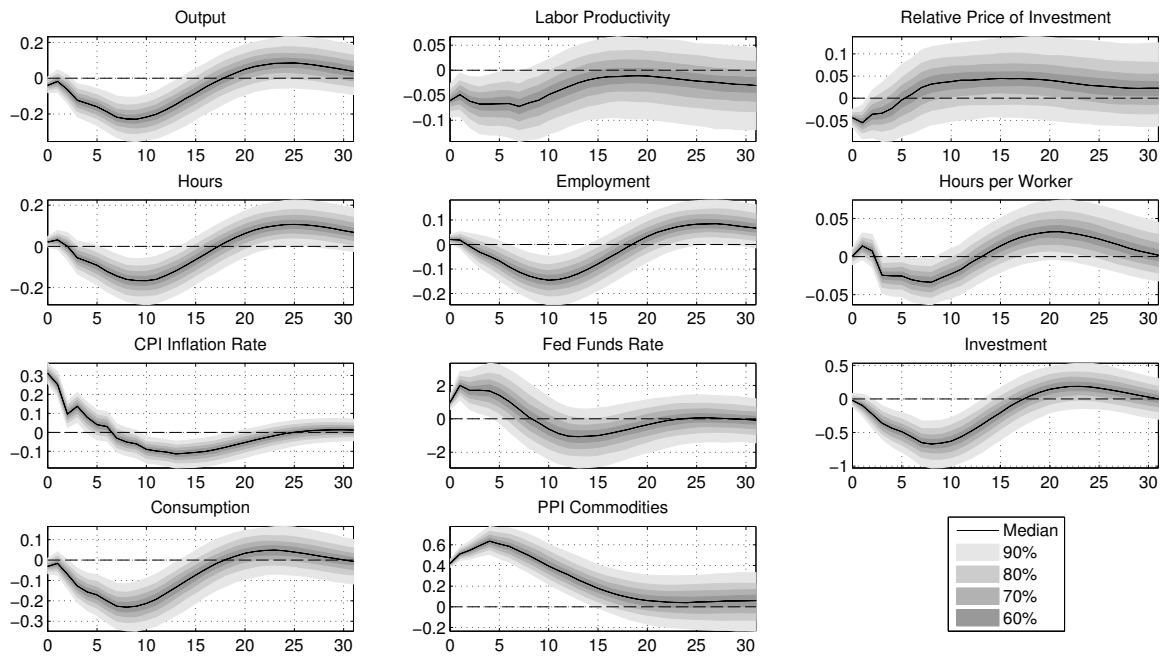 Output
0.2
0
−0.2
0 5 10 15 20 25 30
Labor Productivity
0.05
0
−0.05
−0.1
0 5 10 15 20 25 30
Relative Price of Investment
0.1
0.05
0
−0.05
0 5 10 15 20 25 30
Hours
0.2
0
−0.2
0 5 10 15 20 25 30
Employment
0.1
0
−0.1
−0.2
0 5 10 15 20 25 30
Hours per Worker
0.05
0
−0.05
0 5 10 15 20 25 30
CPI Inflation Rate
0.3
0.2
0.1
0
−0.1
0 5 10 15 20 25 30
Fed Funds Rate
2
0
−2
0 5 10 15 20 25 30
Investment
0.5
0
−0.5
−1
0 5 10 15 20 25 30
Consumption
0.1
0
−0.1
−0.2
−0.3
0 5 10 15 20 25 30
PPI Commodities
0.6
0.4
0.2
0
−0.2
0 5 10 15 20 25 30
Median
90%
80%
70%
60%